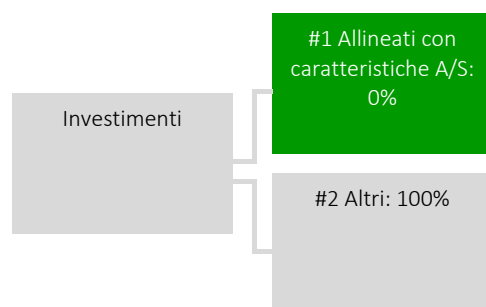 #1 Allineati con
caratteristiche A/S:
0%
Investimenti
#2 Altri: 100%